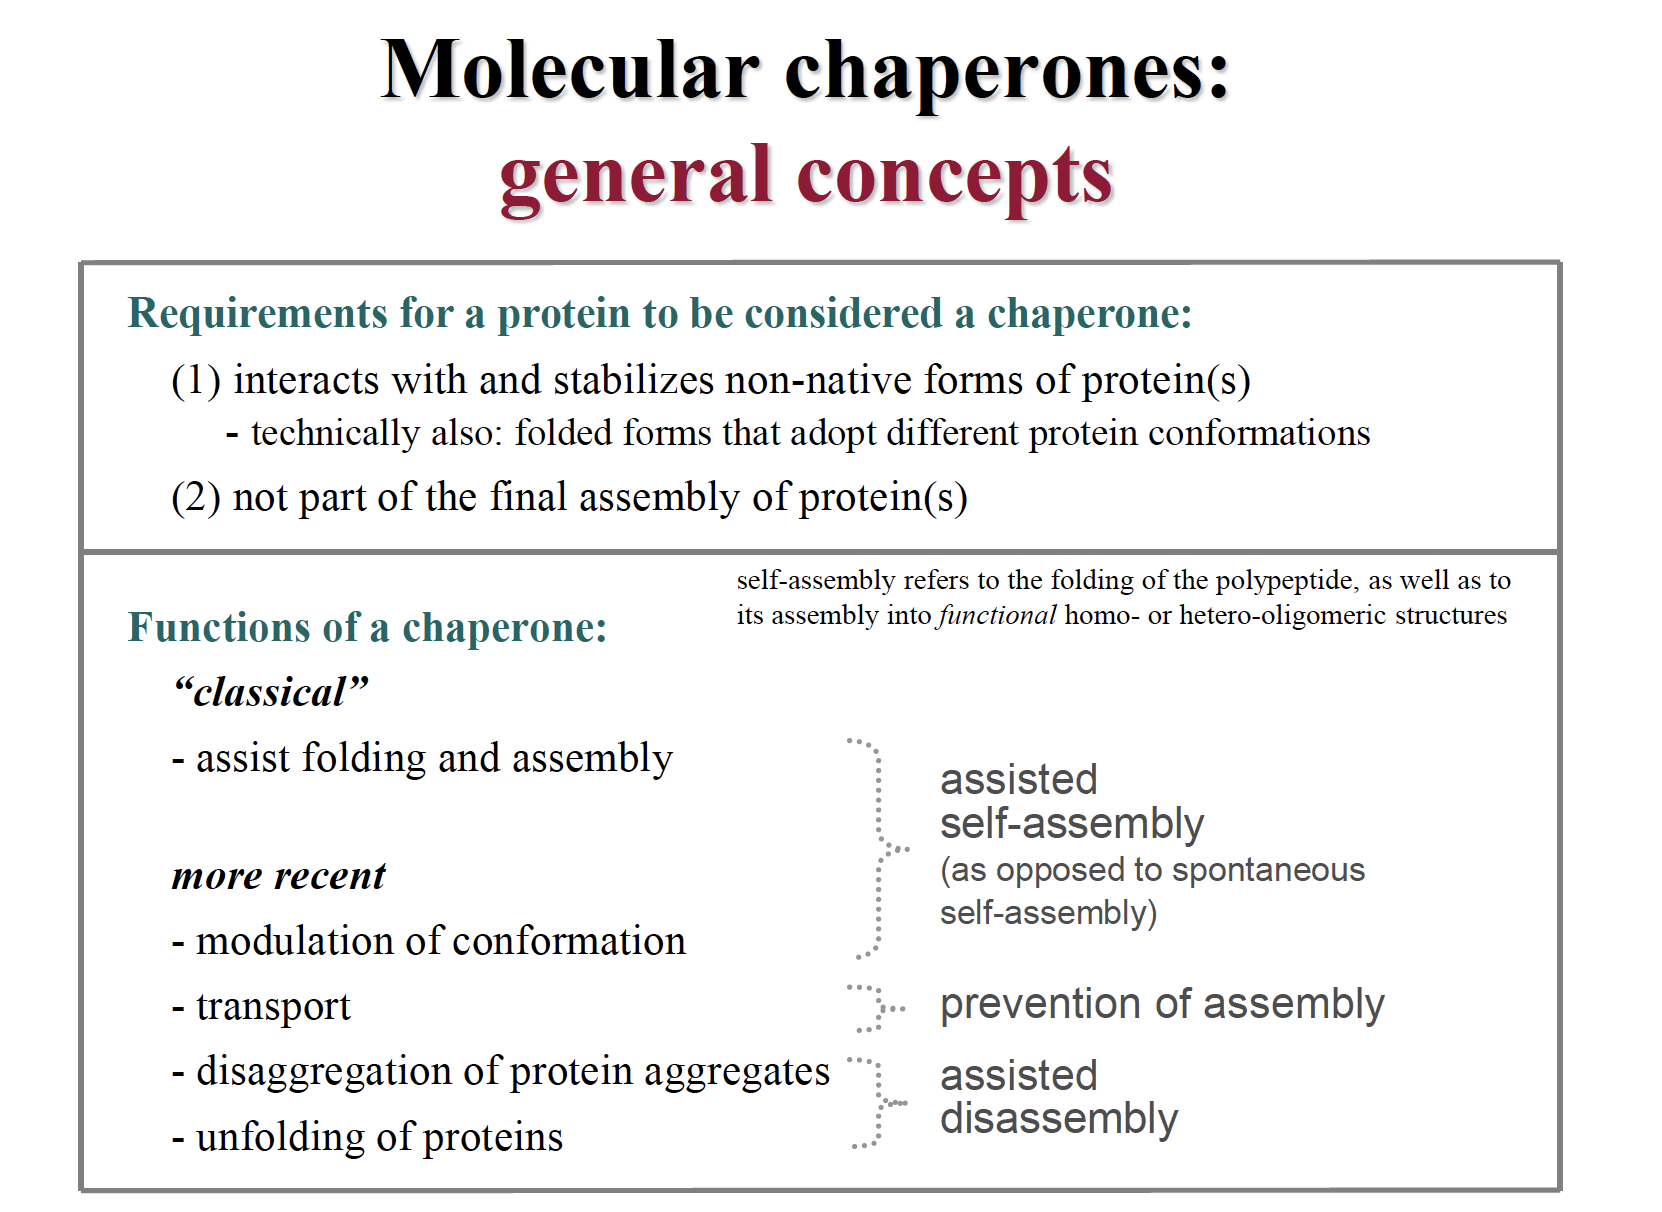 Molecular chaperones:
general concepts
Requirements for a protein to be considered a chaperone:
(1) interacts with and stabilizes non-native forms of protein(s)
- technically also: folded forms that adopt different protein conformations
(2) not part of the final assembly of protein(s)
self-assembly refers to the folding of the polypeptide, as well as to
its assembly into functional homo- or hetero-oligomeric structures
Functions of a chaperone:
“classical”
- assist folding and assembly
more recent
- modulation of conformation
assisted
self-assembly
(as opposed to spontaneous
self-assembly)
- transport
prevention of assembly
- disaggregation of protein aggregates
- unfolding of proteins
assisted
disassembly